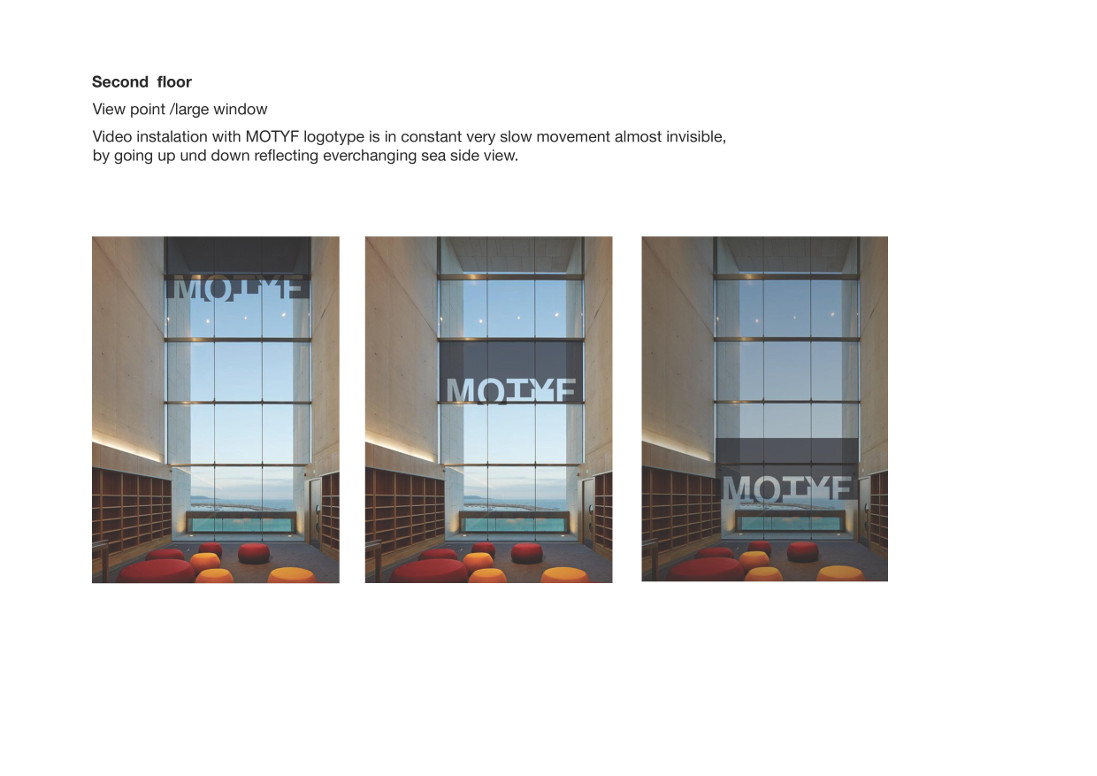 Second floor
View point /large window
Video instalation with MOTYF logotype is in constant very slow movement almost invisible,
by going up und down reflecting everchanging sea side view.
MOTYF MOTYF MOTYF